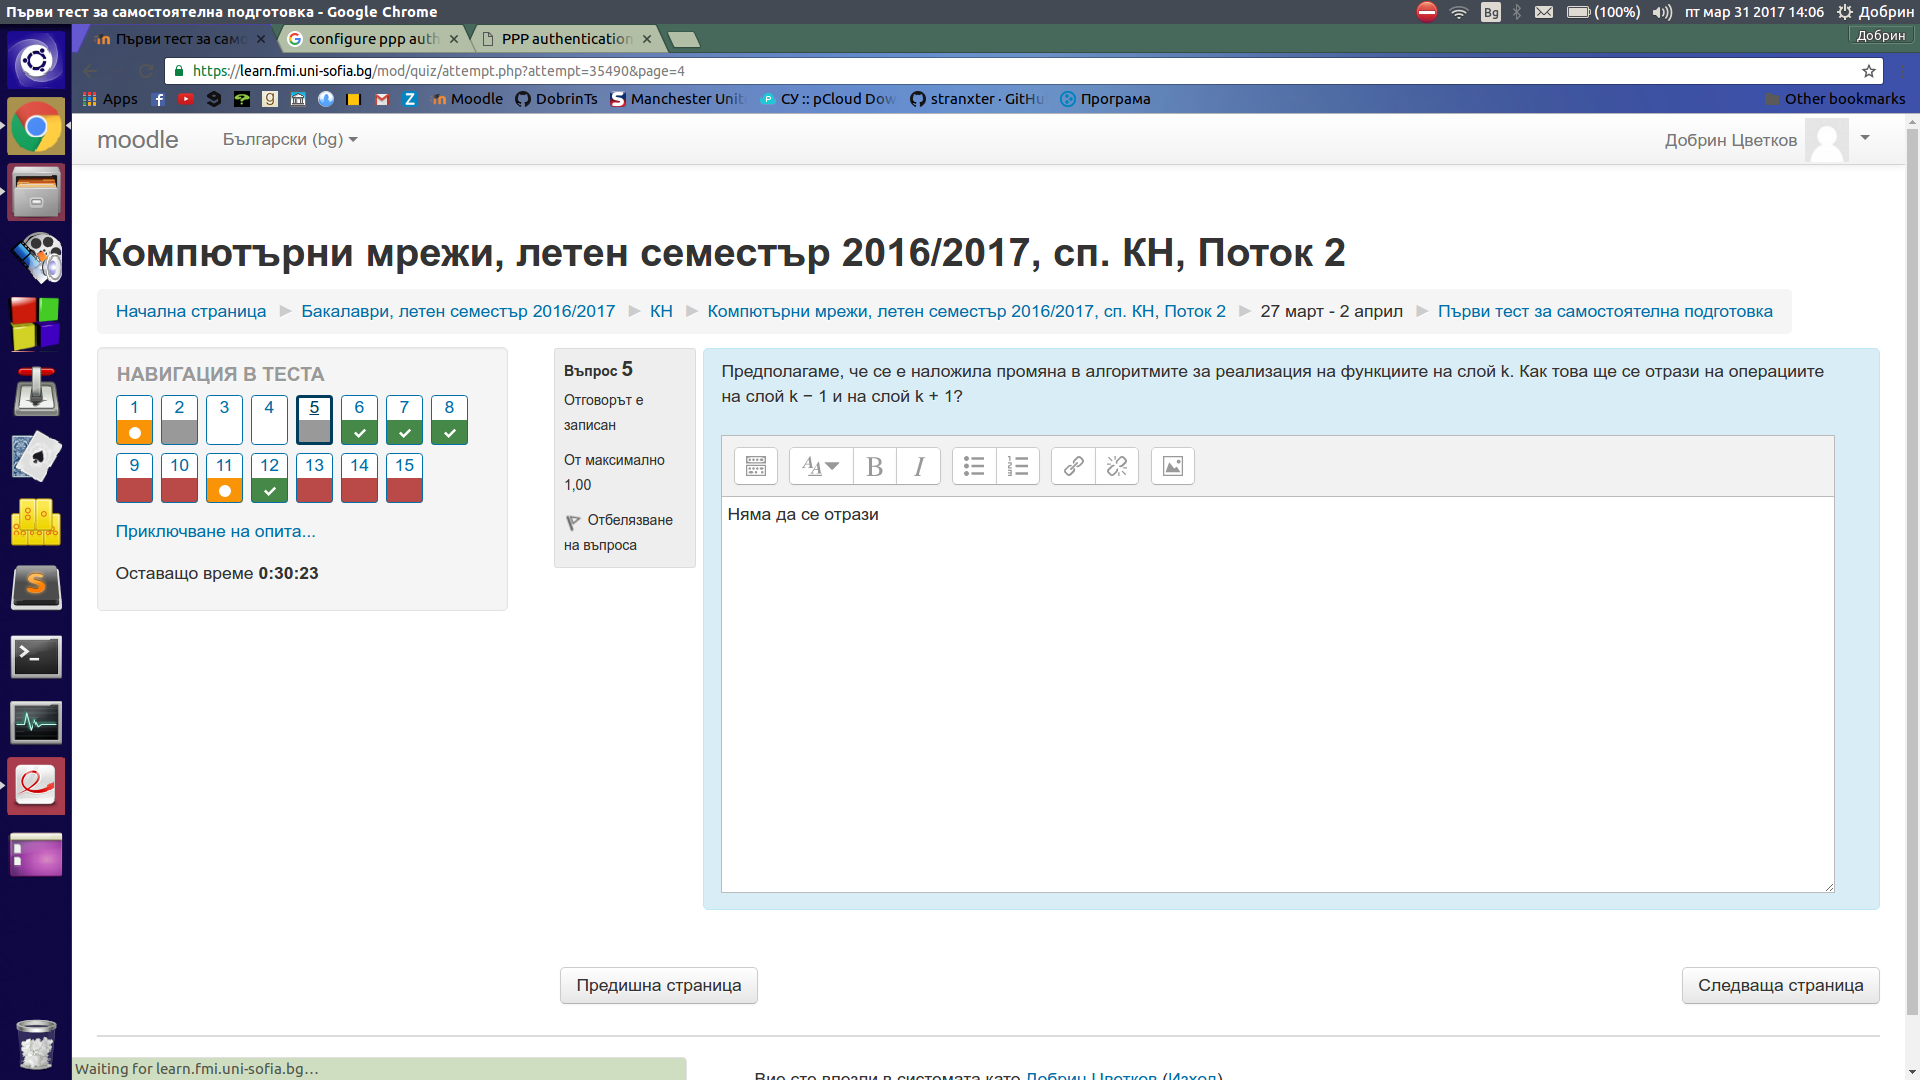 Първи тест за самостоятелна подготовка - Google Chrome
Bg (100%) пт мар 31 2017 14:06 Добрин
Първи тест за само configure ppp auth PPP authentication Добрин
https://learn.fmi.uni-sofia.bg/mod/quiz/attempt.php?attempt=35490&page=4
Apps Moodle DobrinTs Manchester Unit СУ :: pCloud Dow stranxter · GitHu Програма Other bookmarks
moodle Български (bg) Добрин Цветков
Компютърни мрежи, летен семестър 2016/2017, сп. КН, Поток 2
Начална страница Бакалаври, летен семестър 2016/2017 КН Компютърни мрежи, летен семестър 2016/2017, сп. КН, Поток 2 27 март - 2 април Първи тест за самостоятелна подготовка
НАВИГАЦИЯ В ТЕСТА
1 2 3 4 5 6 7 8
9 10 11 12 13 14 15
Приключване на опита...
Оставащо време 0:30:23
Въпрос 5
Отговорът е
записан
От максимално
1,00
Отбелязване
на въпроса
Предполагаме, че се е наложила промяна в алгоритмите за реализация на функциите на слой k. Как това ще се отрази на операциите
на слой k − 1 и на слой k + 1?
Няма да се отрази
Предишна страница Следваща страница
Waiting for learn.fmi.uni-sofia.bg…
Вие сте влезли в системата като Добрин Цветков (Изход)